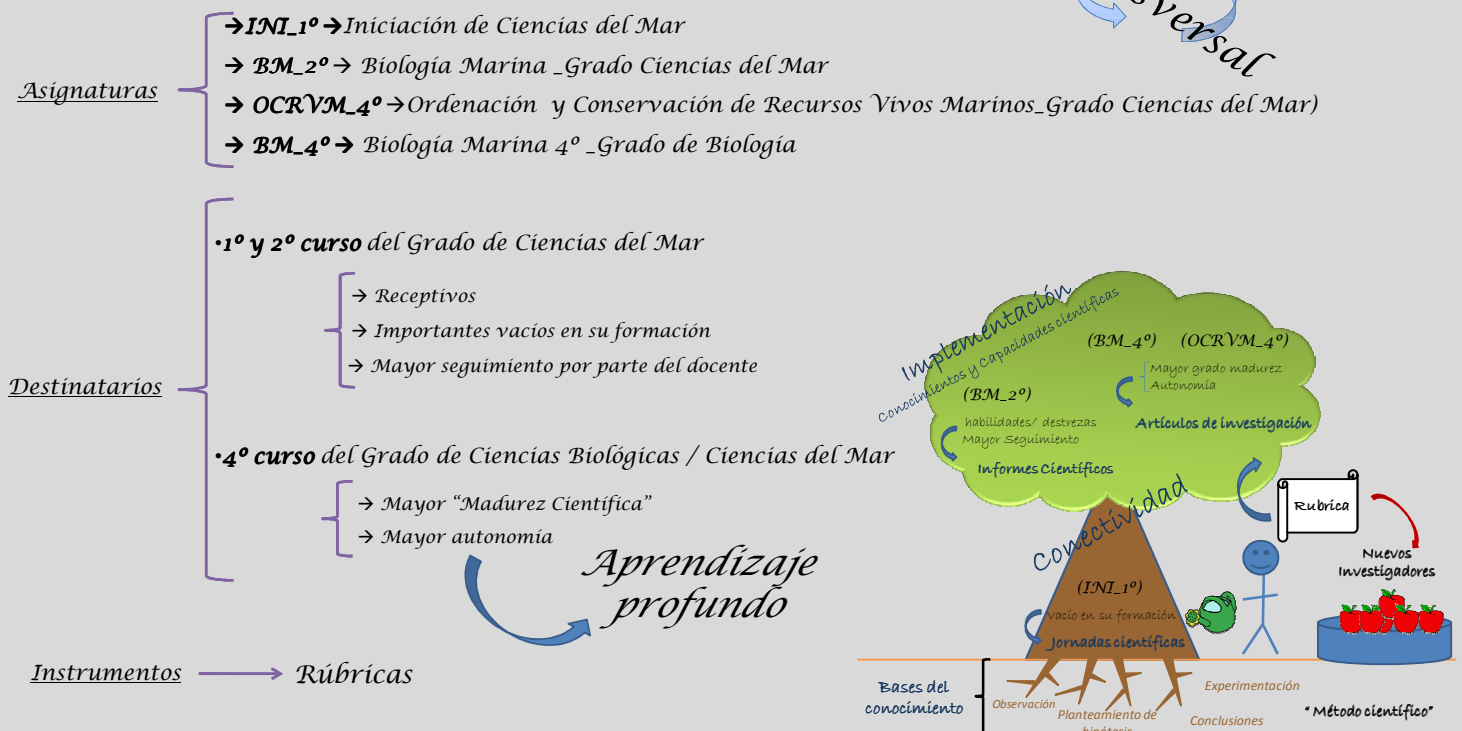 versal
Asignaturas
→INI_1º →Iniciación de Ciencias del Mar
→ BM_2º → Biología Marina _Grado Ciencias del Mar
→ OCRVM_4º →Ordenación y Conservación de Recursos Vivos Marinos_Grado Ciencias del Mar)
→ BM_4º → Biología Marina 4º _Grado de Biología
Destinatarios
•1º y 2º curso del Grado de Ciencias del Mar
→ Receptivos
→ Importantes vacíos en su formación
→ Mayor seguimiento por parte del docente
•4º curso del Grado de Ciencias Biológicas / Ciencias del Mar
→ Mayor “Madurez Científica”
→ Mayor autonomía
Aprendizaje
profundo
Instrumentos
Rúbricas
Implementación
Conocimientos y Capacidades científicas
(BM_4º) (OCRVM_4º)
Mayor grado madurez
Autonomía
Artículos de investigación
(BM_2º)
habilidades/ destrezas
Mayor Seguimiento
Informes Científicos
Conectividad
Rubrica
Nuevos
Investigadores
(INI_1º)
Vacío en su formación
Jornadas científicas
Bases del
conocimiento
Observación
Planteamiento de
hipótesis
Experimentación
Conclusiones
“ Método científico”